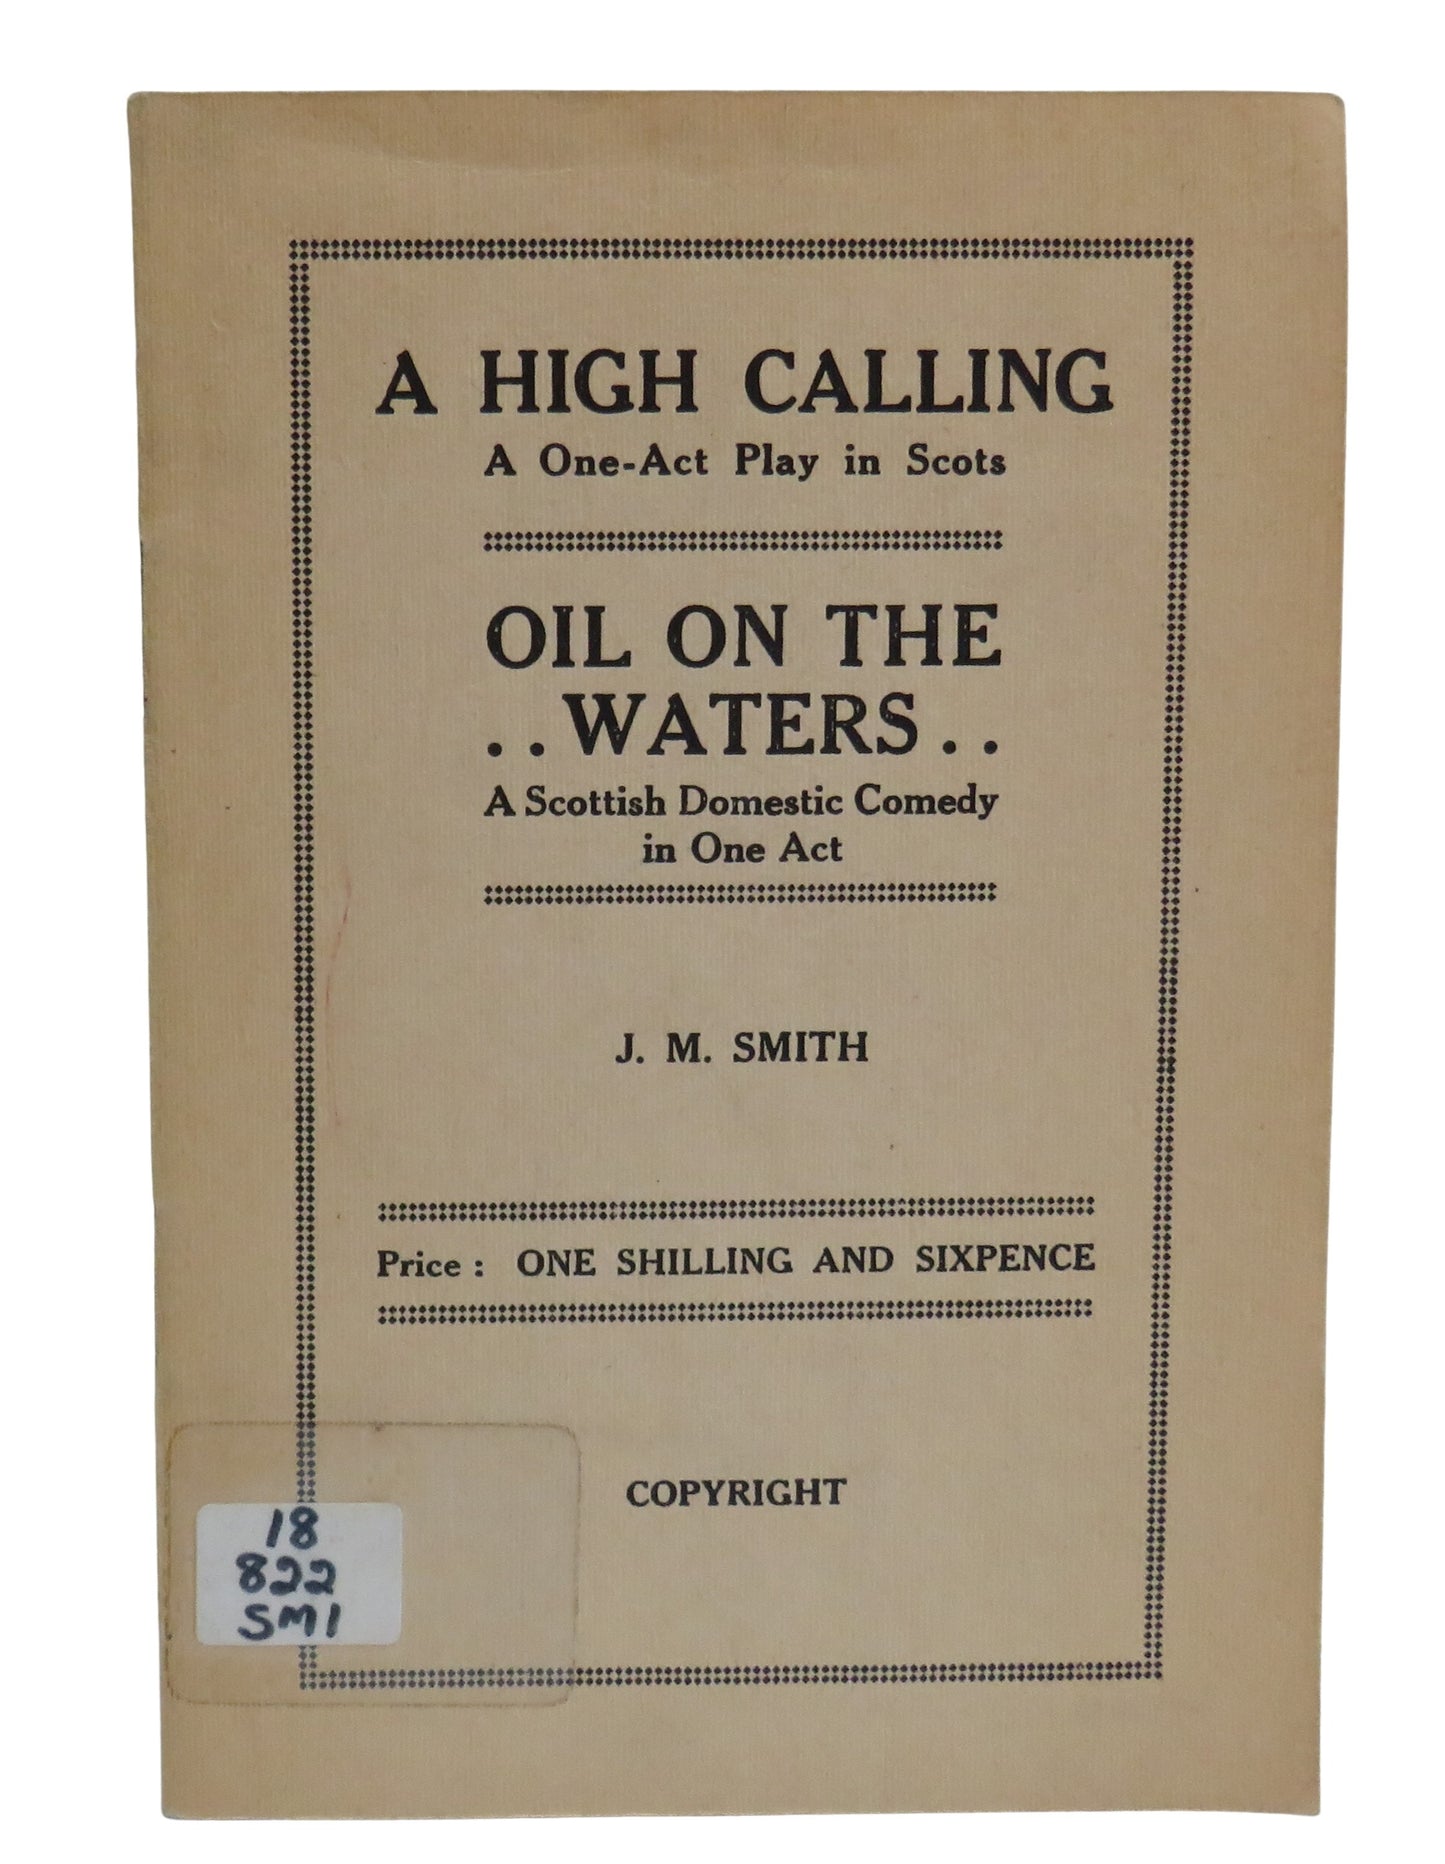 A HIGH CALLING
A One-Act Play in Scots
OIL ON THE
. . WATERS . .
A Scottish Domestic Comedy
in One Act
J. M. SMITH
Price : ONE SHILLING AND SIXPENCE
COPYRIGHT
18
822
SM1